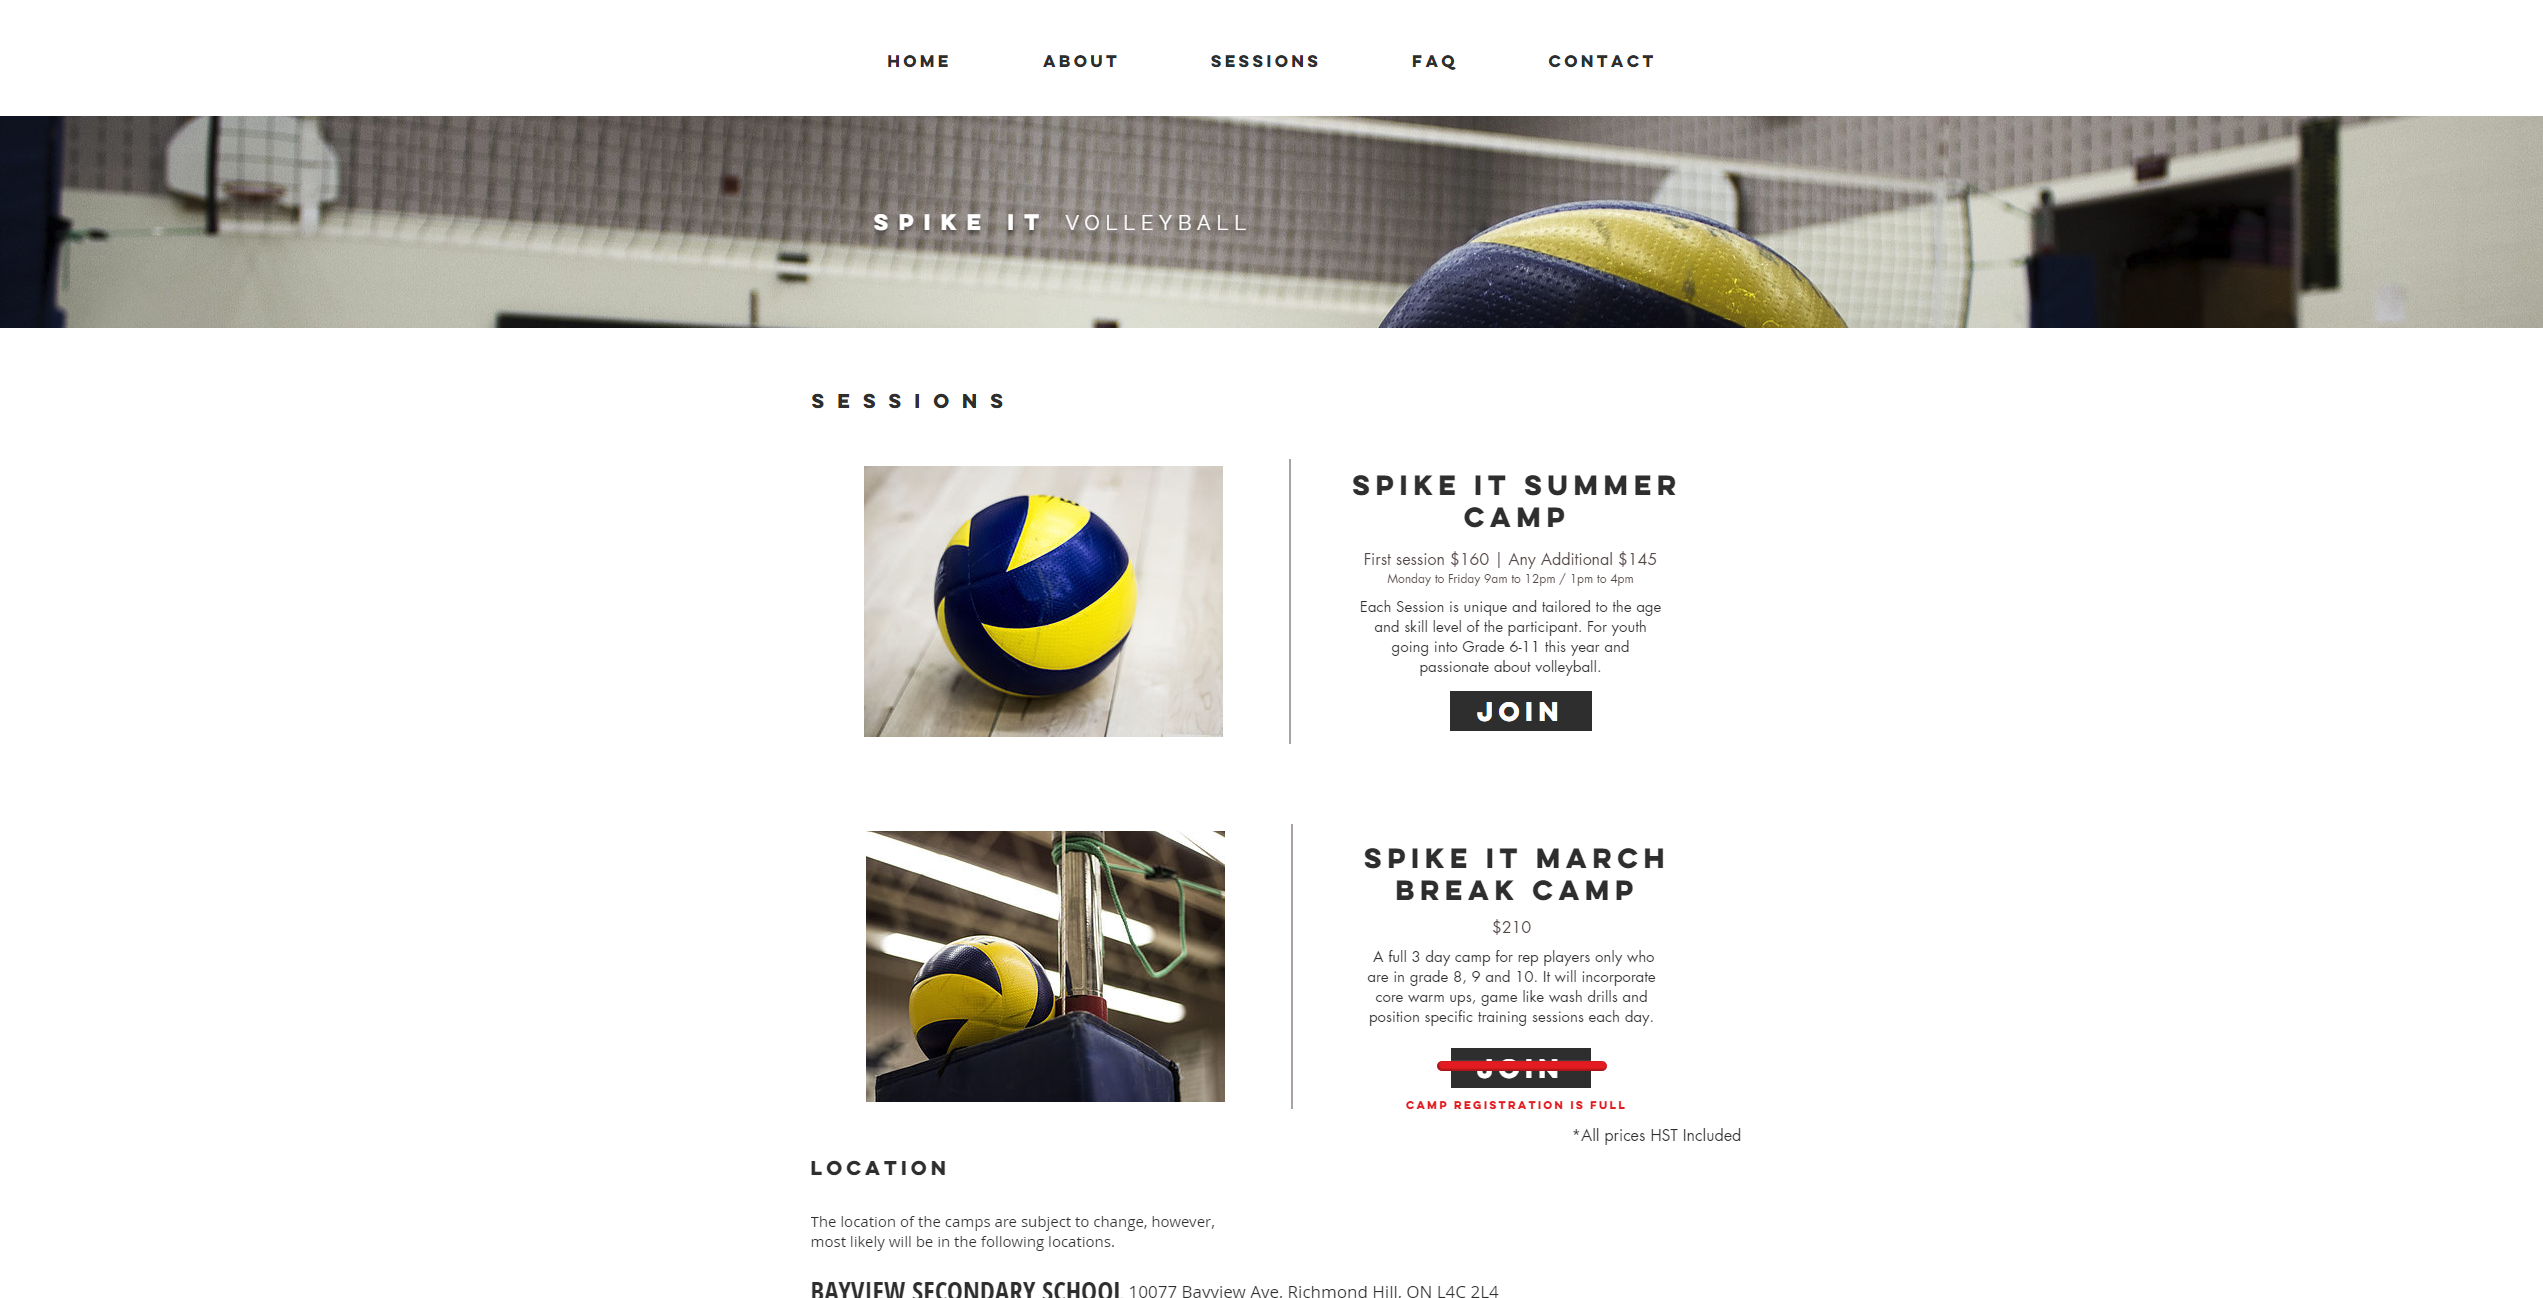 HOME ABOUT SESSIONS FAQ CONTACT
SPIKE IT VOLLEYBALL
SESSIONS
SPIKE IT SUMMER
CAMP
First session $160 | Any Additional $145
Monday to Friday 9am to 12pm / 1pm to 4pm
Each Session is unique and tailored to the age
and skill level of the participant. For youth
going into Grade 6-11 this year and
passionate about volleyball.
JOIN
SPIKE IT MARCH
BREAK CAMP
$210
A full 3 day camp for rep players only who
are in grade 8, 9 and 10. It will incorporate
core warm ups, game like wash drills and
position specific training sessions each day.
JOIN
CAMP REGISTRATION IS FULL
*All prices HST Included
LOCATION
The location of the camps are subject to change, however,
most likely will be in the following locations.
BAYVIEW SECONDARY SCHOOL 10077 Bayview Ave. Richmond Hill, ON L4C 2L4